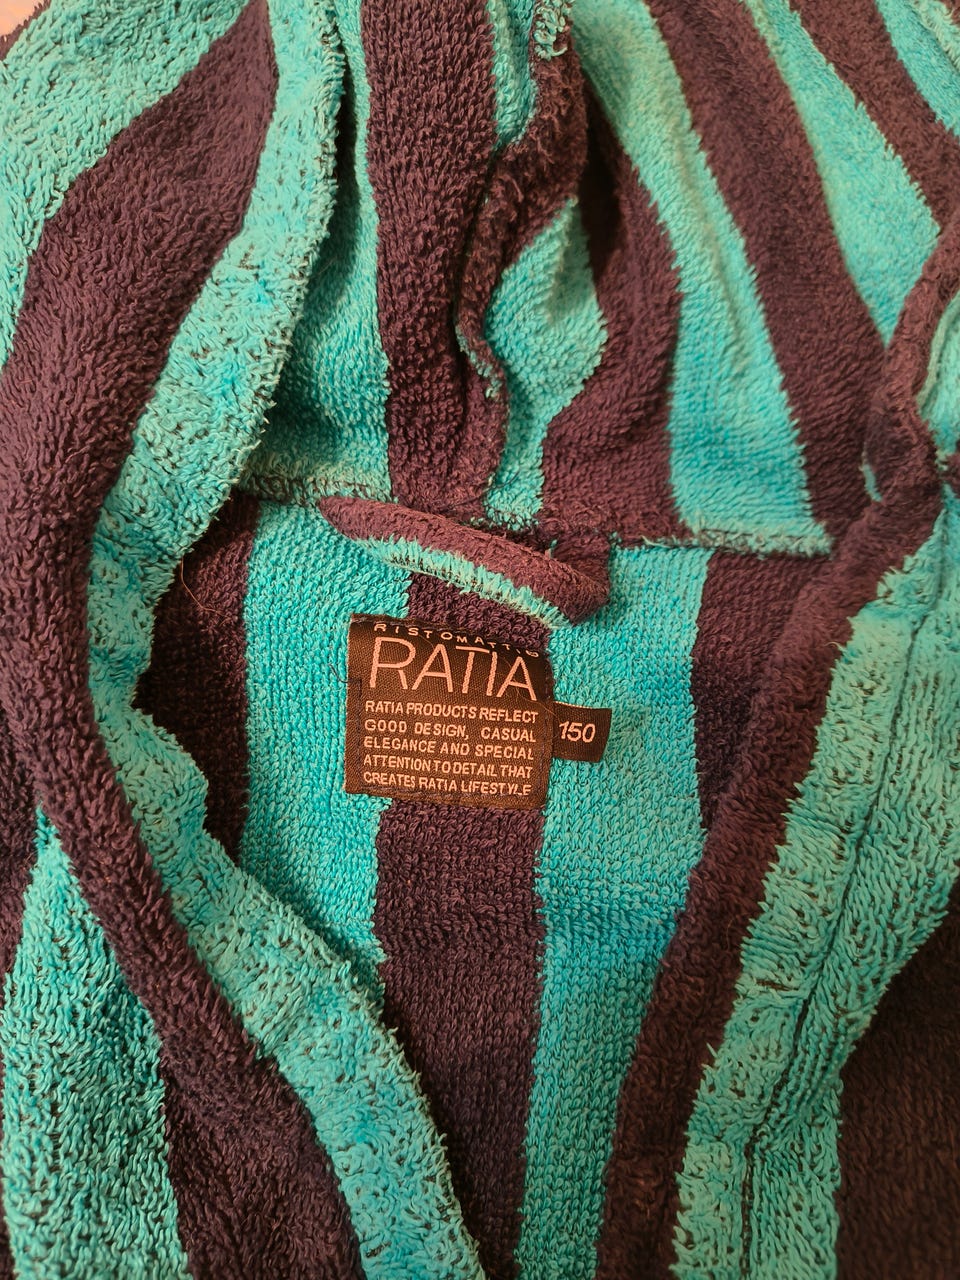 RISTOMATTI
RATIA
RATIA PRODUCTS REFLECT
GOOD DESIGN, CASUAL
ELEGANCE AND SPECIAL
ATTENTION TO DETAIL THAT
CREATES RATIA LIFESTYLE
150